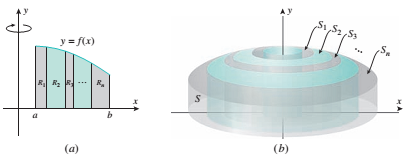 y
y = f(x)
R₁ R₂ R₃ ··· Rₙ
x
a b
(a)
y
S₁ S₂ S₃ ··· Sₙ
S
x
(b)